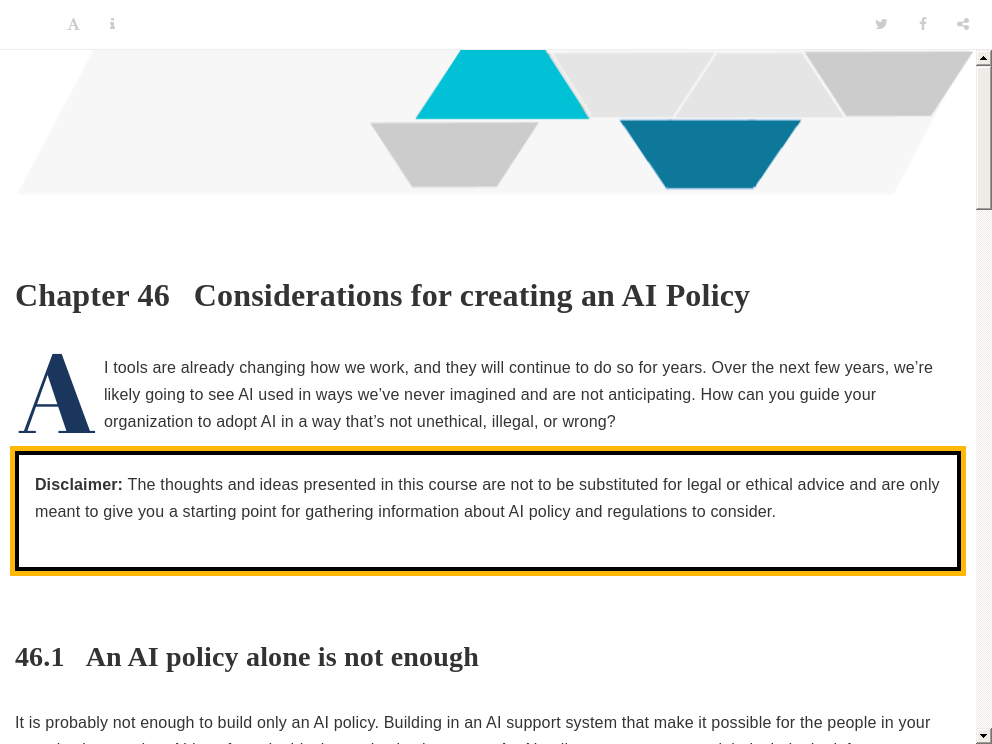 Chapter 46 Considerations for creating an AI Policy
AI tools are already changing how we work, and they will continue to do so for years. Over the next few years, we’re
likely going to see AI used in ways we’ve never imagined and are not anticipating. How can you guide your
organization to adopt AI in a way that’s not unethical, illegal, or wrong?
Disclaimer: The thoughts and ideas presented in this course are not to be substituted for legal or ethical advice and are only
meant to give you a starting point for gathering information about AI policy and regulations to consider.
46.1 An AI policy alone is not enough
It is probably not enough to build only an AI policy. Building in an AI support system that make it possible for the people in your